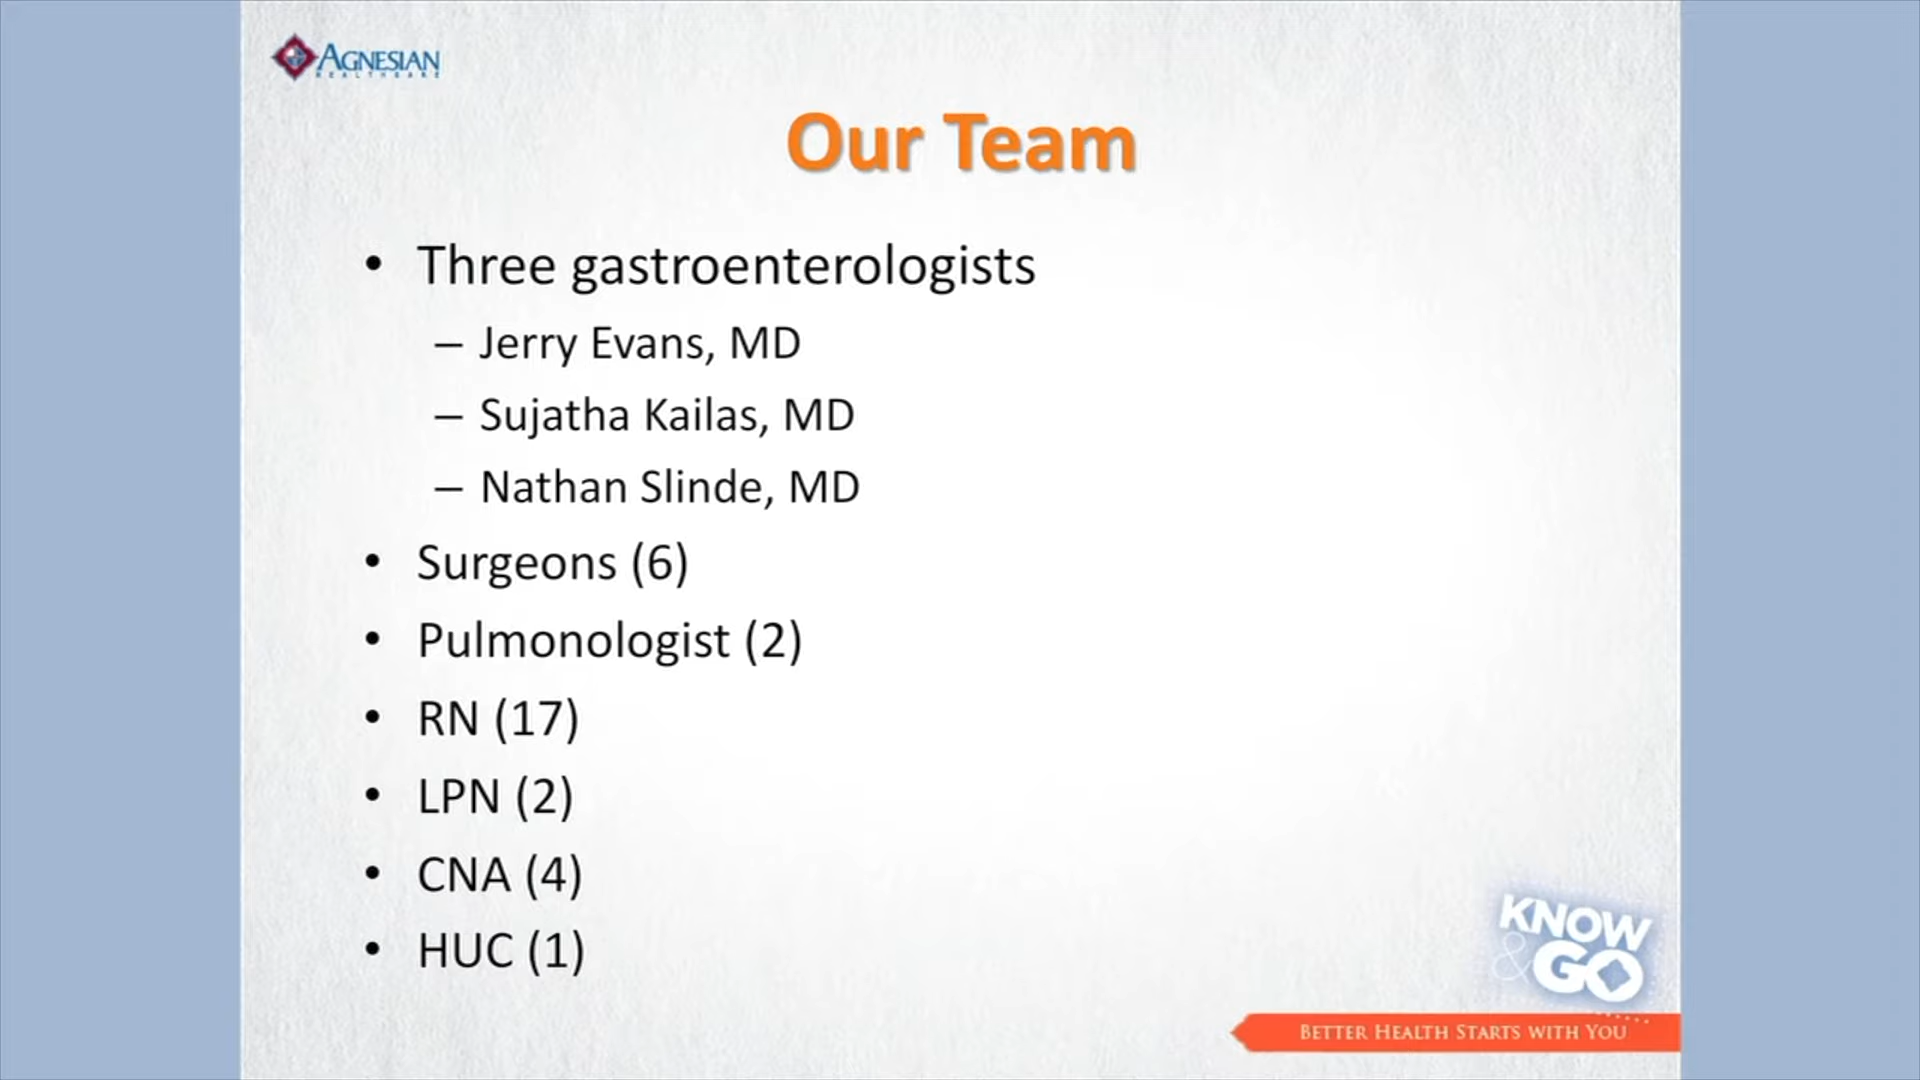 AGNESIAN
HEALTHCARE
Our Team
• Three gastroenterologists
– Jerry Evans, MD
– Sujatha Kailas, MD
– Nathan Slinde, MD
• Surgeons (6)
• Pulmonologist (2)
• RN (17)
• LPN (2)
• CNA (4)
• HUC (1)
KNOW
& GO
BETTER HEALTH STARTS WITH YOU